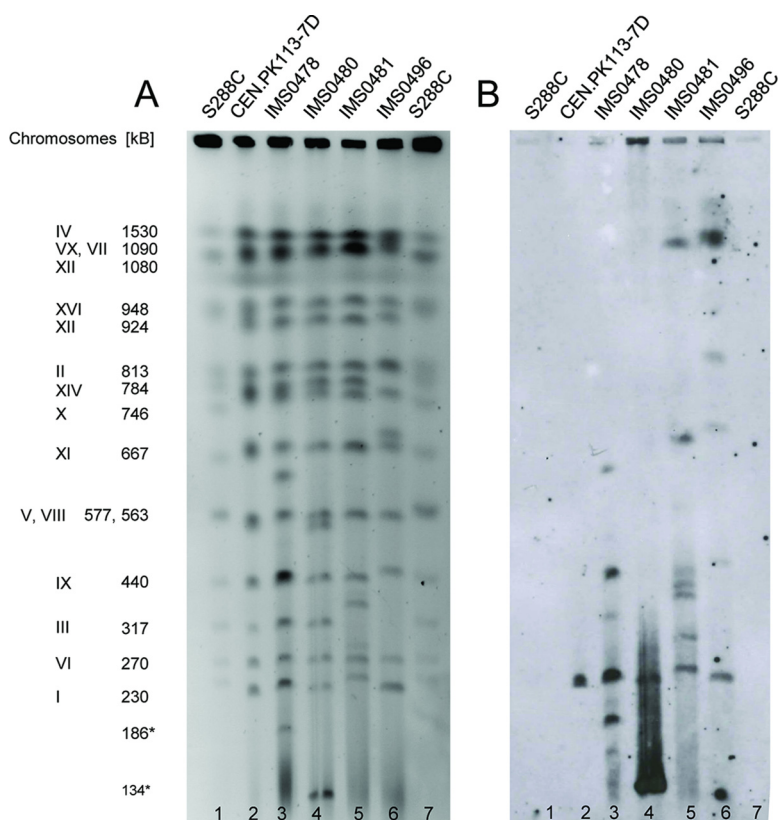 A
S288C
CEN.PK113-7D
IMS0478
IMS0480
IMS0481
IMS0496
S288C
B
S288C
CEN.PK113-7D
IMS0478
IMS0480
IMS0481
IMS0496
S288C
Chromosomes [kB]
IV 1530
VX, VII 1090
XII 1080
XVI 948
XII 924
II 813
XIV 784
X 746
XI 667
V, VIII 577, 563
IX 440
III 317
VI 270
I 230
186*
134*
1 2 3 4 5 6 7
1 2 3 4 5 6 7